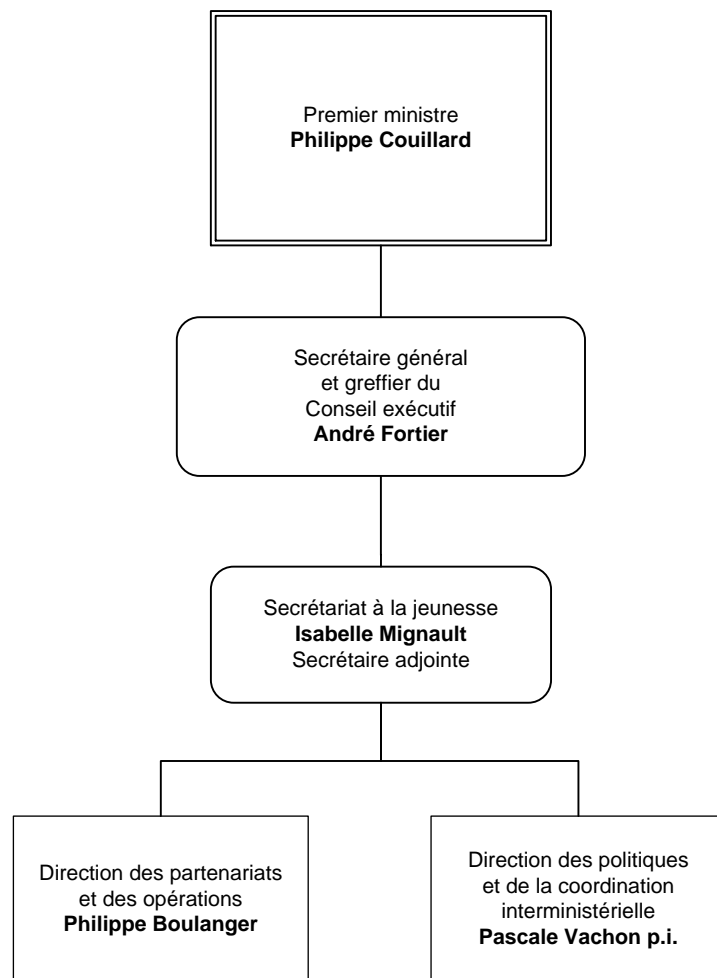 Premier ministre
Philippe Couillard
Secrétaire général
et greffier du
Conseil exécutif
André Fortier
Secrétariat à la jeunesse
Isabelle Mignault
Secrétaire adjointe
Direction des partenariats
et des opérations
Philippe Boulanger
Direction des politiques
et de la coordination
interministérielle
Pascale Vachon p.i.